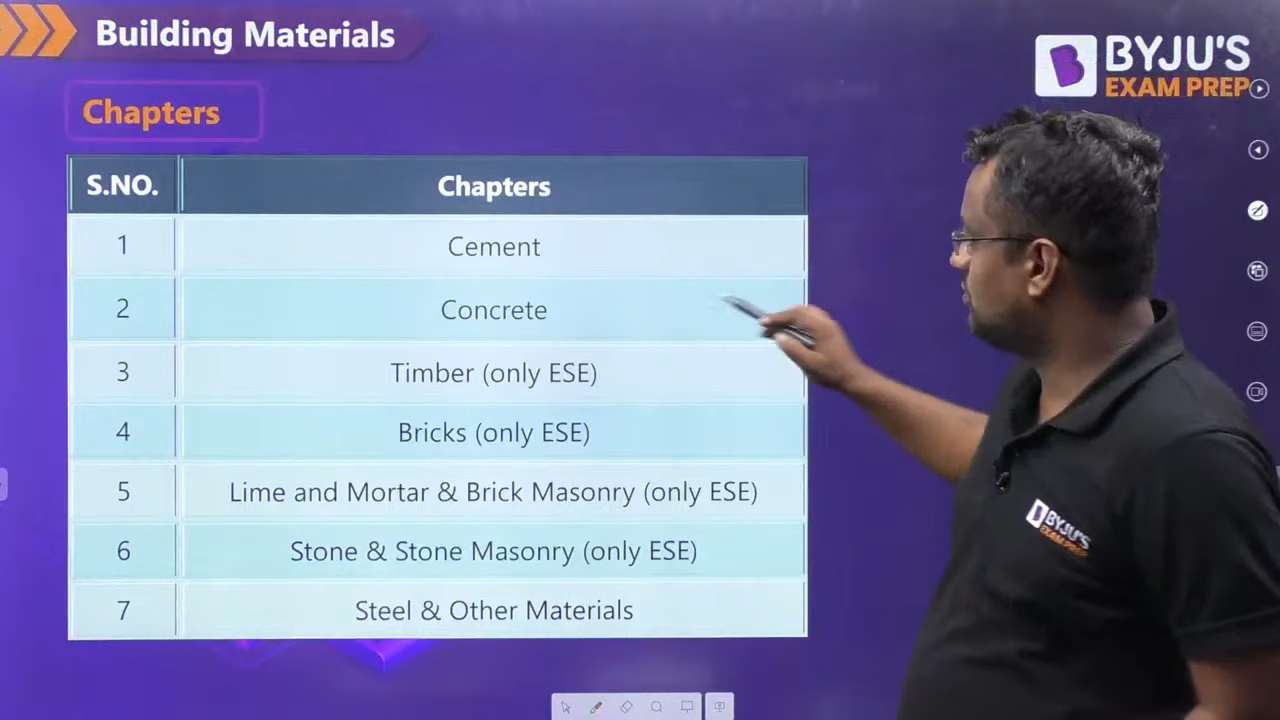 Building Materials
BYJU'S
EXAM PREP
Chapters
S.NO. Chapters
1 Cement
2 Concrete
3 Timber (only ESE)
4 Bricks (only ESE)
5 Lime and Mortar & Brick Masonry (only ESE)
6 Stone & Stone Masonry (only ESE)
7 Steel & Other Materials
BYJU'S
EXAM PREP